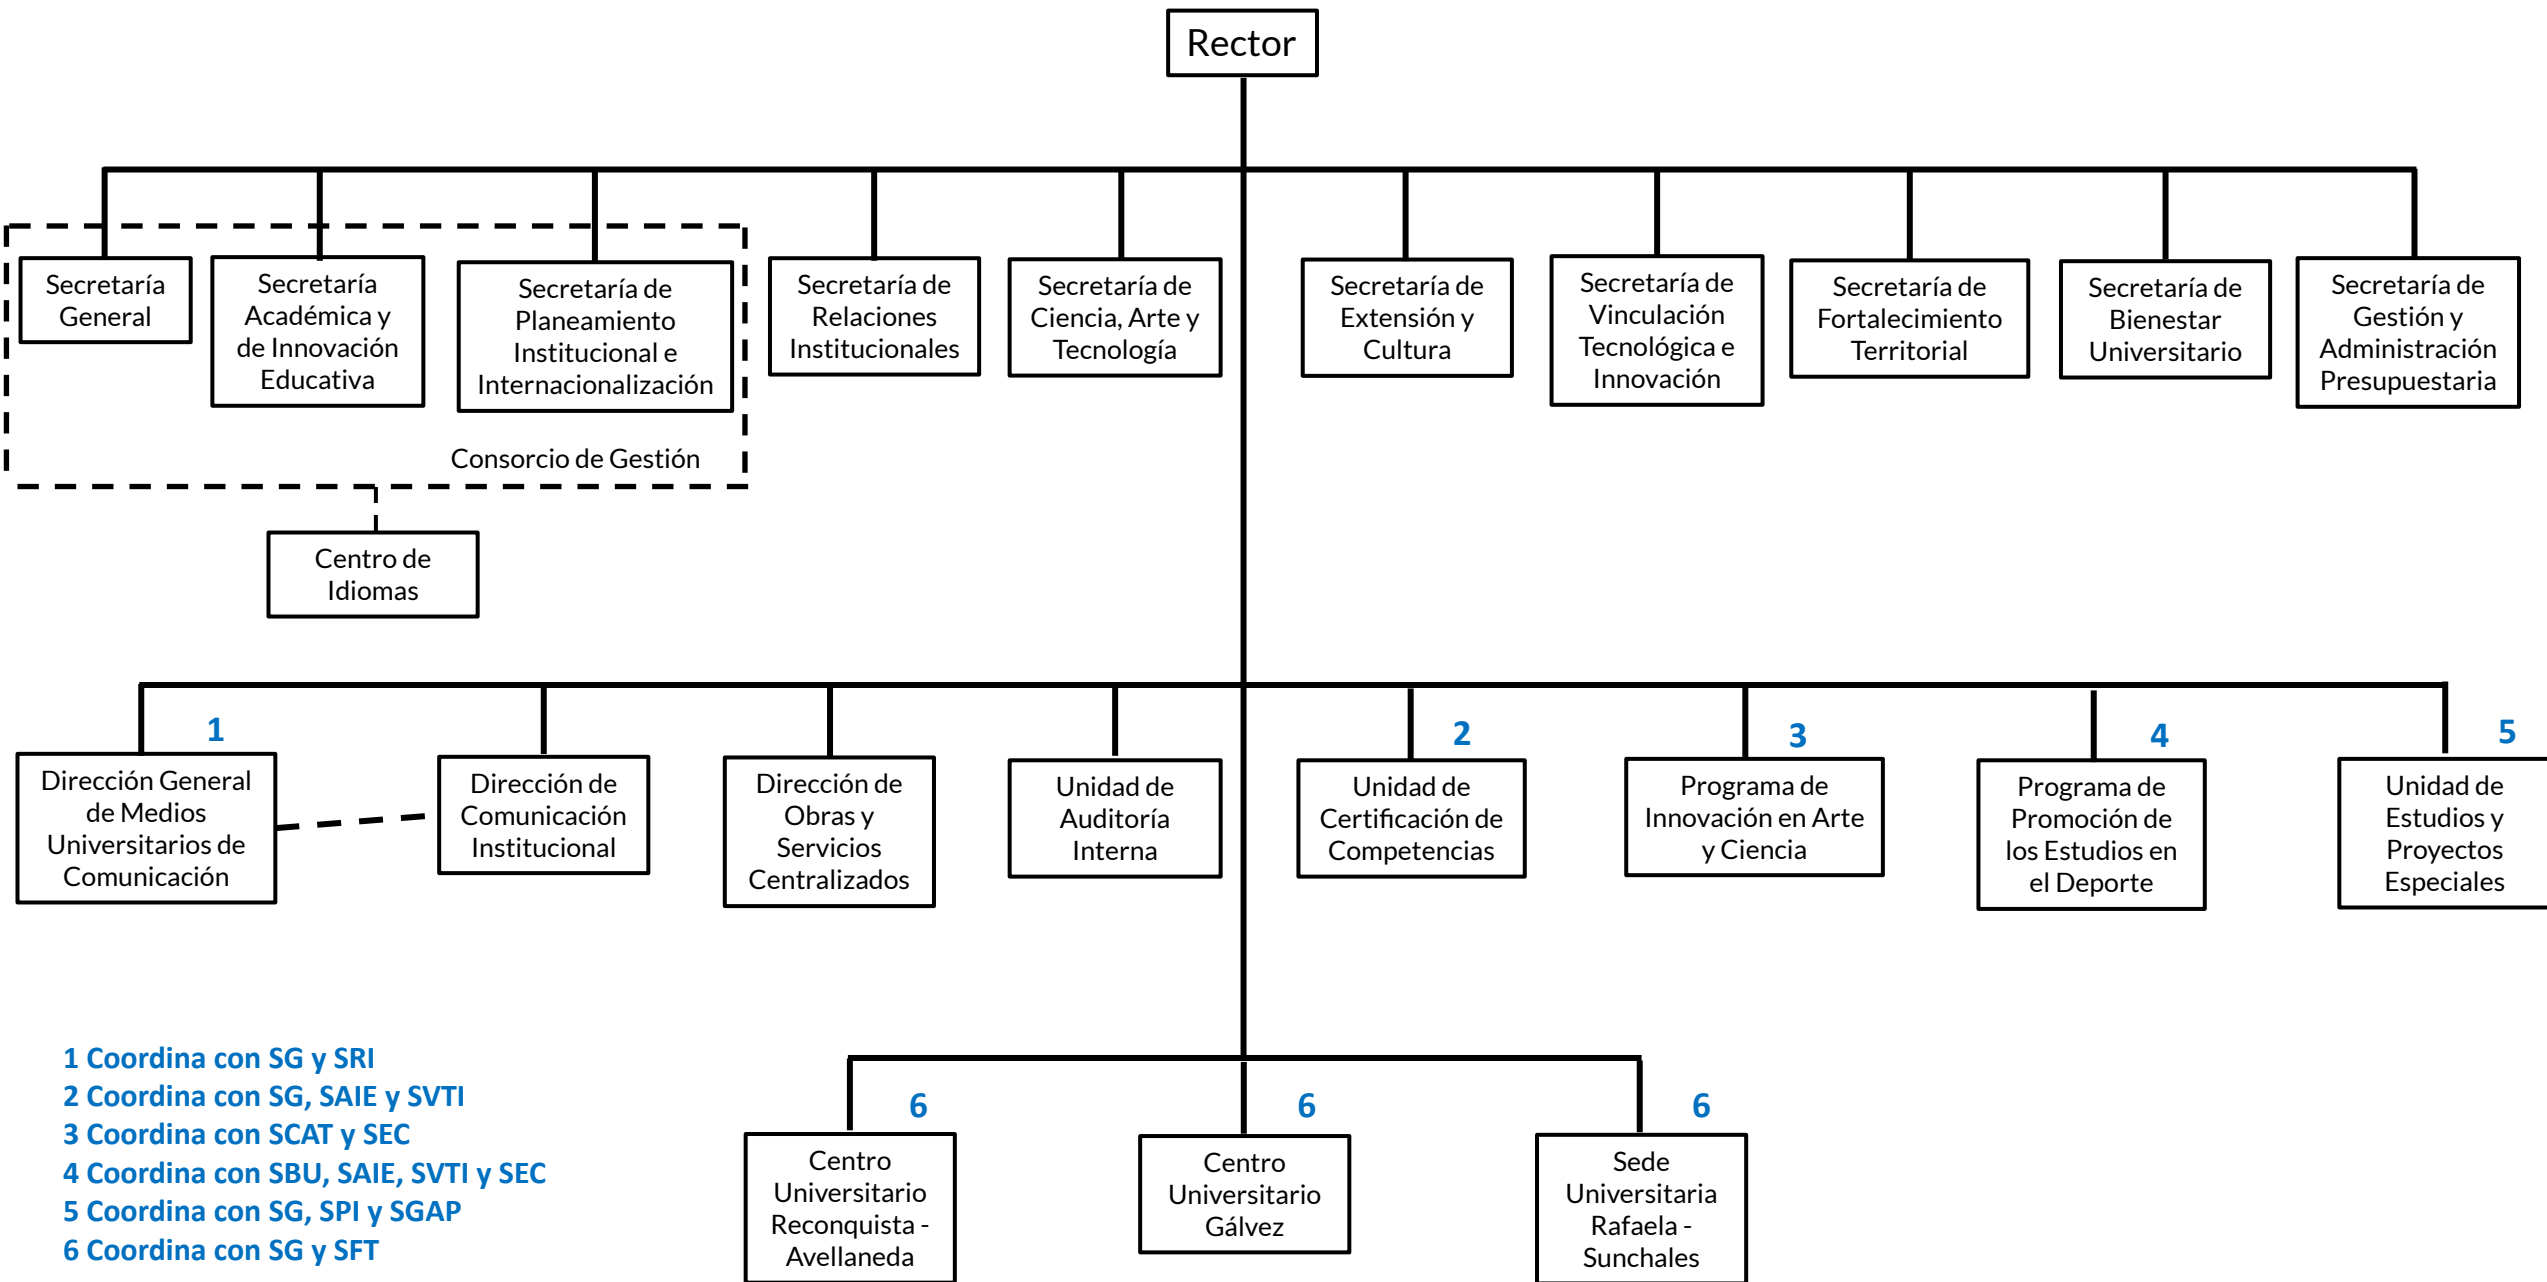 Rector
Secretaría
General
Secretaría
Académica y
de Innovación
Educativa
Secretaría de
Planeamiento
Institucional e
Internacionalización
Secretaría de
Relaciones
Institucionales
Secretaría de
Ciencia, Arte y
Tecnología
Secretaría de
Extensión y
Cultura
Secretaría de
Vinculación
Tecnológica e
Innovación
Secretaría de
Fortalecimiento
Territorial
Secretaría de
Bienestar
Universitario
Secretaría de
Gestión y
Administración
Presupuestaria
Consorcio de Gestión
Centro de
Idiomas
1
Dirección General
de Medios
Universitarios de
Comunicación
Dirección de
Comunicación
Institucional
Dirección de
Obras y
Servicios
Centralizados
Unidad de
Auditoría
Interna
2
Unidad de
Certificación de
Competencias
3
Programa de
Innovación en Arte
y Ciencia
4
Programa de
Promoción de
los Estudios en
el Deporte
5
Unidad de
Estudios y
Proyectos
Especiales
1 Coordina con SG y SRI
2 Coordina con SG, SAIE y SVTI
3 Coordina con SCAT y SEC
4 Coordina con SBU, SAIE, SVTI y SEC
5 Coordina con SG, SPI y SGAP
6 Coordina con SG y SFT
6
Centro
Universitario
Reconquista -
Avellaneda
6
Centro
Universitario
Gálvez
6
Sede
Universitaria
Rafaela -
Sunchales